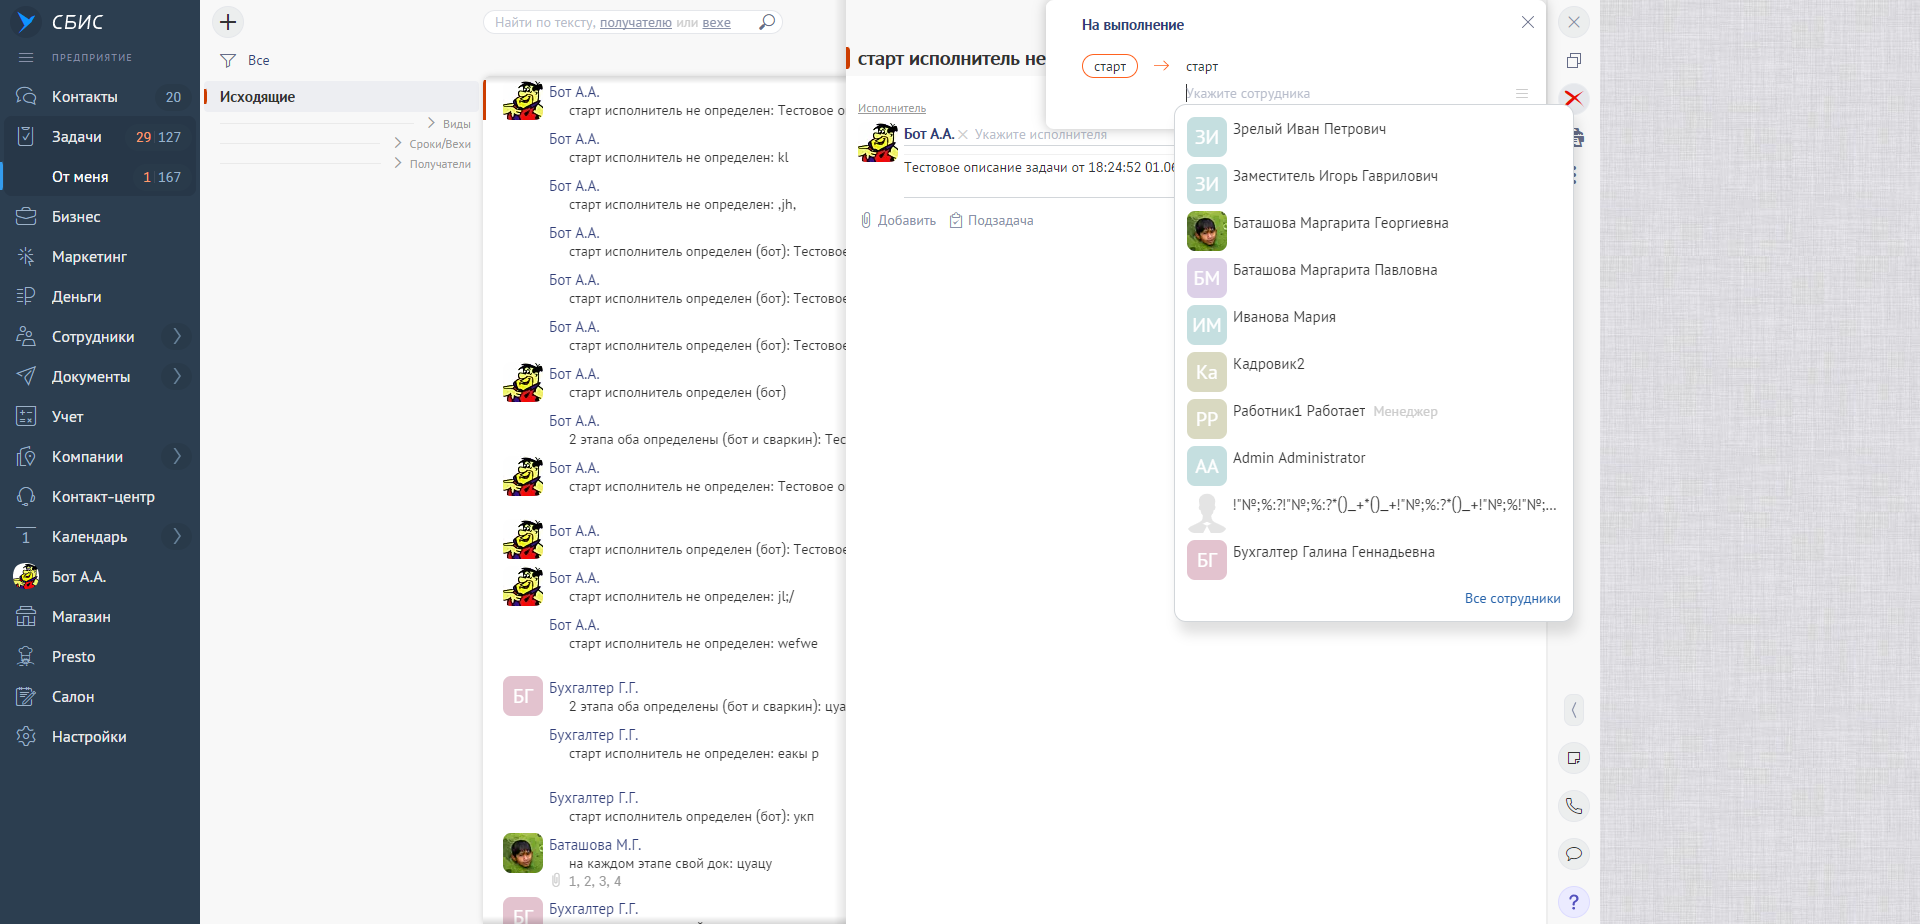 СБИС
ПРЕДПРИЯТИЕ
Контакты 20
Задачи 29 127
От меня 1 167
Бизнес
Маркетинг
Деньги
Сотрудники
Документы
Учет
Компании
Контакт-центр
1 Календарь
Бот А.А.
Магазин
Presto
Салон
Настройки
Все
Исходящие
Виды
Сроки/Вехи
Получатели
Найти по тексту, получателю или вехе
Бот А.А.
старт исполнитель не определен: Тестовое о
Бот А.А.
старт исполнитель не определен: kl
Бот А.А.
старт исполнитель не определен: ,jh,
Бот А.А.
старт исполнитель определен (бот): Тестовое
Бот А.А.
старт исполнитель определен (бот): Тестовое
Бот А.А.
старт исполнитель определен (бот): Тестовое
Бот А.А.
старт исполнитель определен (бот)
Бот А.А.
2 этапа оба определены (бот и сваркин): Тес
Бот А.А.
старт исполнитель не определен: Тестовое о
Бот А.А.
старт исполнитель определен (бот): Тестовое
Бот А.А.
старт исполнитель не определен: jl;/
Бот А.А.
старт исполнитель не определен: wefwe
БГ
Бухгалтер Г.Г.
2 этапа оба определены (бот и сваркин): цуа
Бухгалтер Г.Г.
старт исполнитель не определен: еакы р
Бухгалтер Г.Г.
старт исполнитель определен (бот): укп
Баташова М.Г.
на каждом этапе свой док: цуацу
1, 2, 3, 4
БГ
Бухгалтер Г.Г.
старт исполнитель не
Исполнитель
Бот А.А. Укажите исполнителя
Тестовое описание задачи от 18:24:52 01.06
Добавить Подзадача
На выполнение
старт старт
Укажите сотрудника
ЗИ Зрелый Иван Петрович
ЗИ Заместитель Игорь Гаврилович
Баташова Маргарита Георгиевна
БМ Баташова Маргарита Павловна
ИМ Иванова Мария
Ка Кадровик2
РР Работник1 Работает Менеджер
AA Admin Administrator
!"№;%:?!"№;%:?*()_+*()_+!"№;%:?*()_+!"№;%!"№;...
БГ Бухгалтер Галина Геннадьевна
Все сотрудники
?